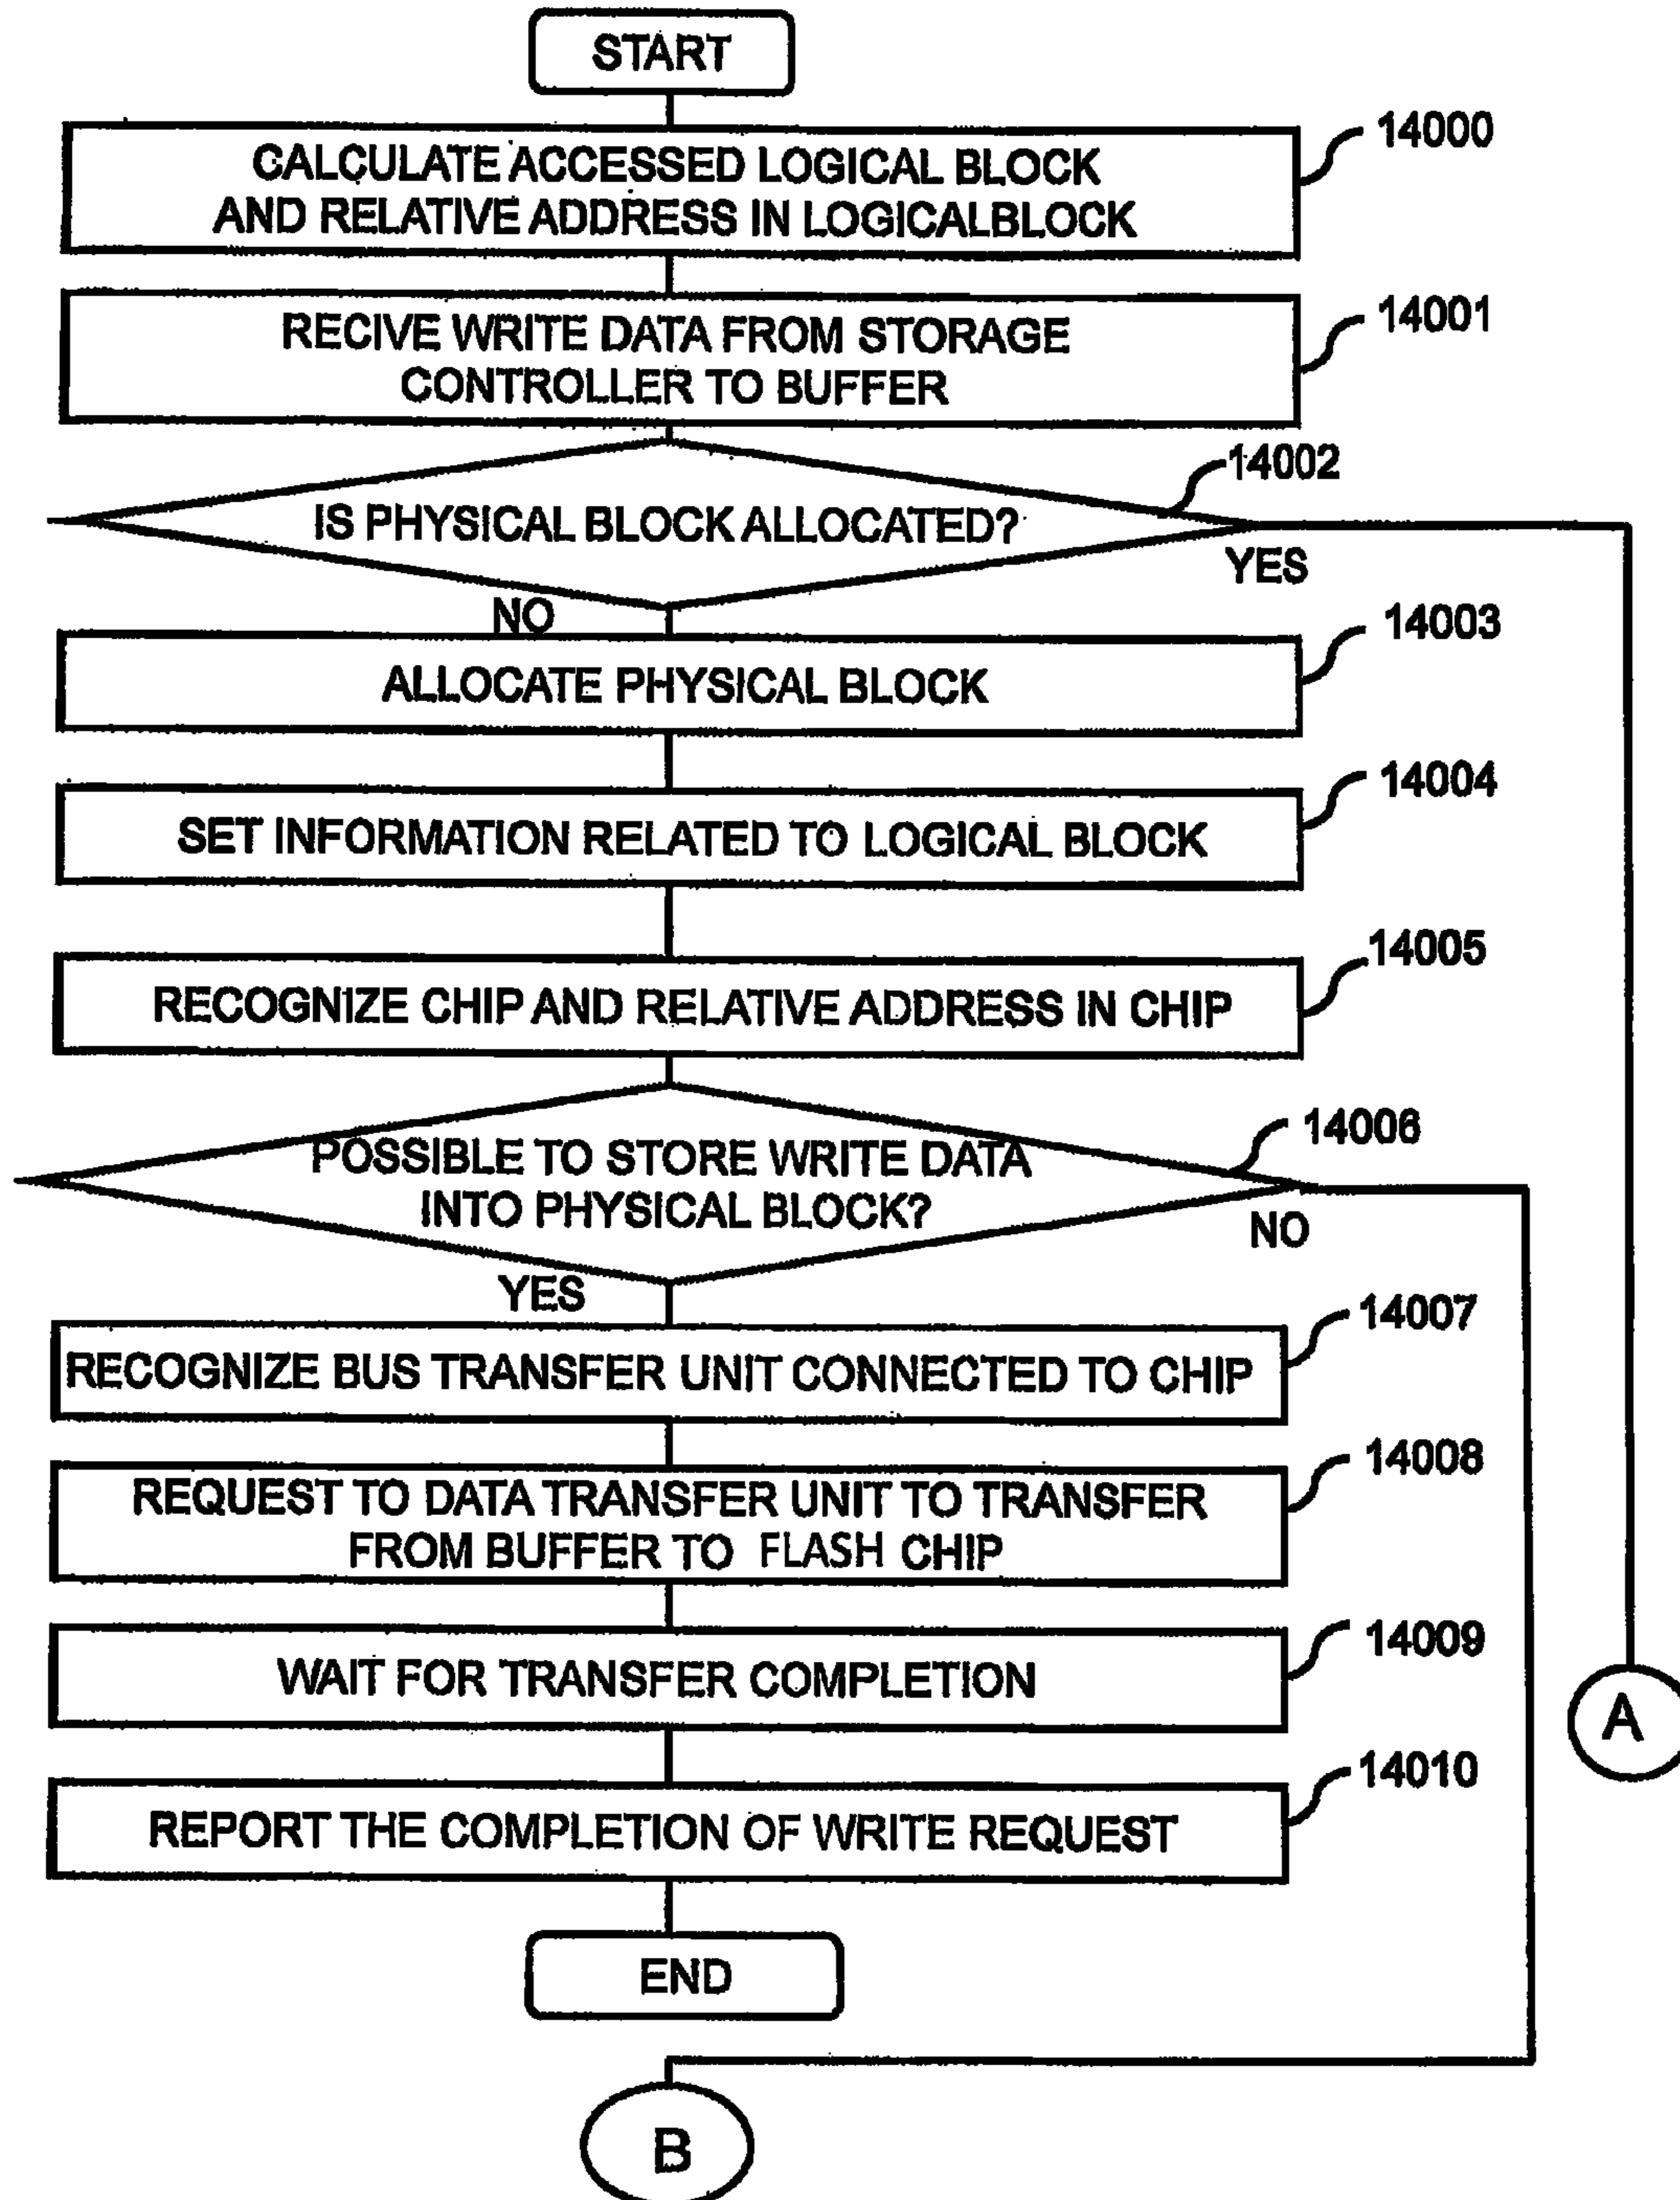 START
CALCULATE ACCESSED LOGICAL BLOCK
AND RELATIVE ADDRESS IN LOGICALBLOCK
14000
RECIVE WRITE DATA FROM STORAGE
CONTROLLER TO BUFFER
14001
IS PHYSICAL BLOCK ALLOCATED?
14002
YES
NO
ALLOCATE PHYSICAL BLOCK
14003
SET INFORMATION RELATED TO LOGICAL BLOCK
14004
RECOGNIZE CHIP AND RELATIVE ADDRESS IN CHIP
14005
POSSIBLE TO STORE WRITE DATA
INTO PHYSICAL BLOCK?
14006
NO
YES
RECOGNIZE BUS TRANSFER UNIT CONNECTED TO CHIP
14007
REQUEST TO DATA TRANSFER UNIT TO TRANSFER
FROM BUFFER TO FLASH CHIP
14008
WAIT FOR TRANSFER COMPLETION
14009
A
REPORT THE COMPLETION OF WRITE REQUEST
14010
END
B